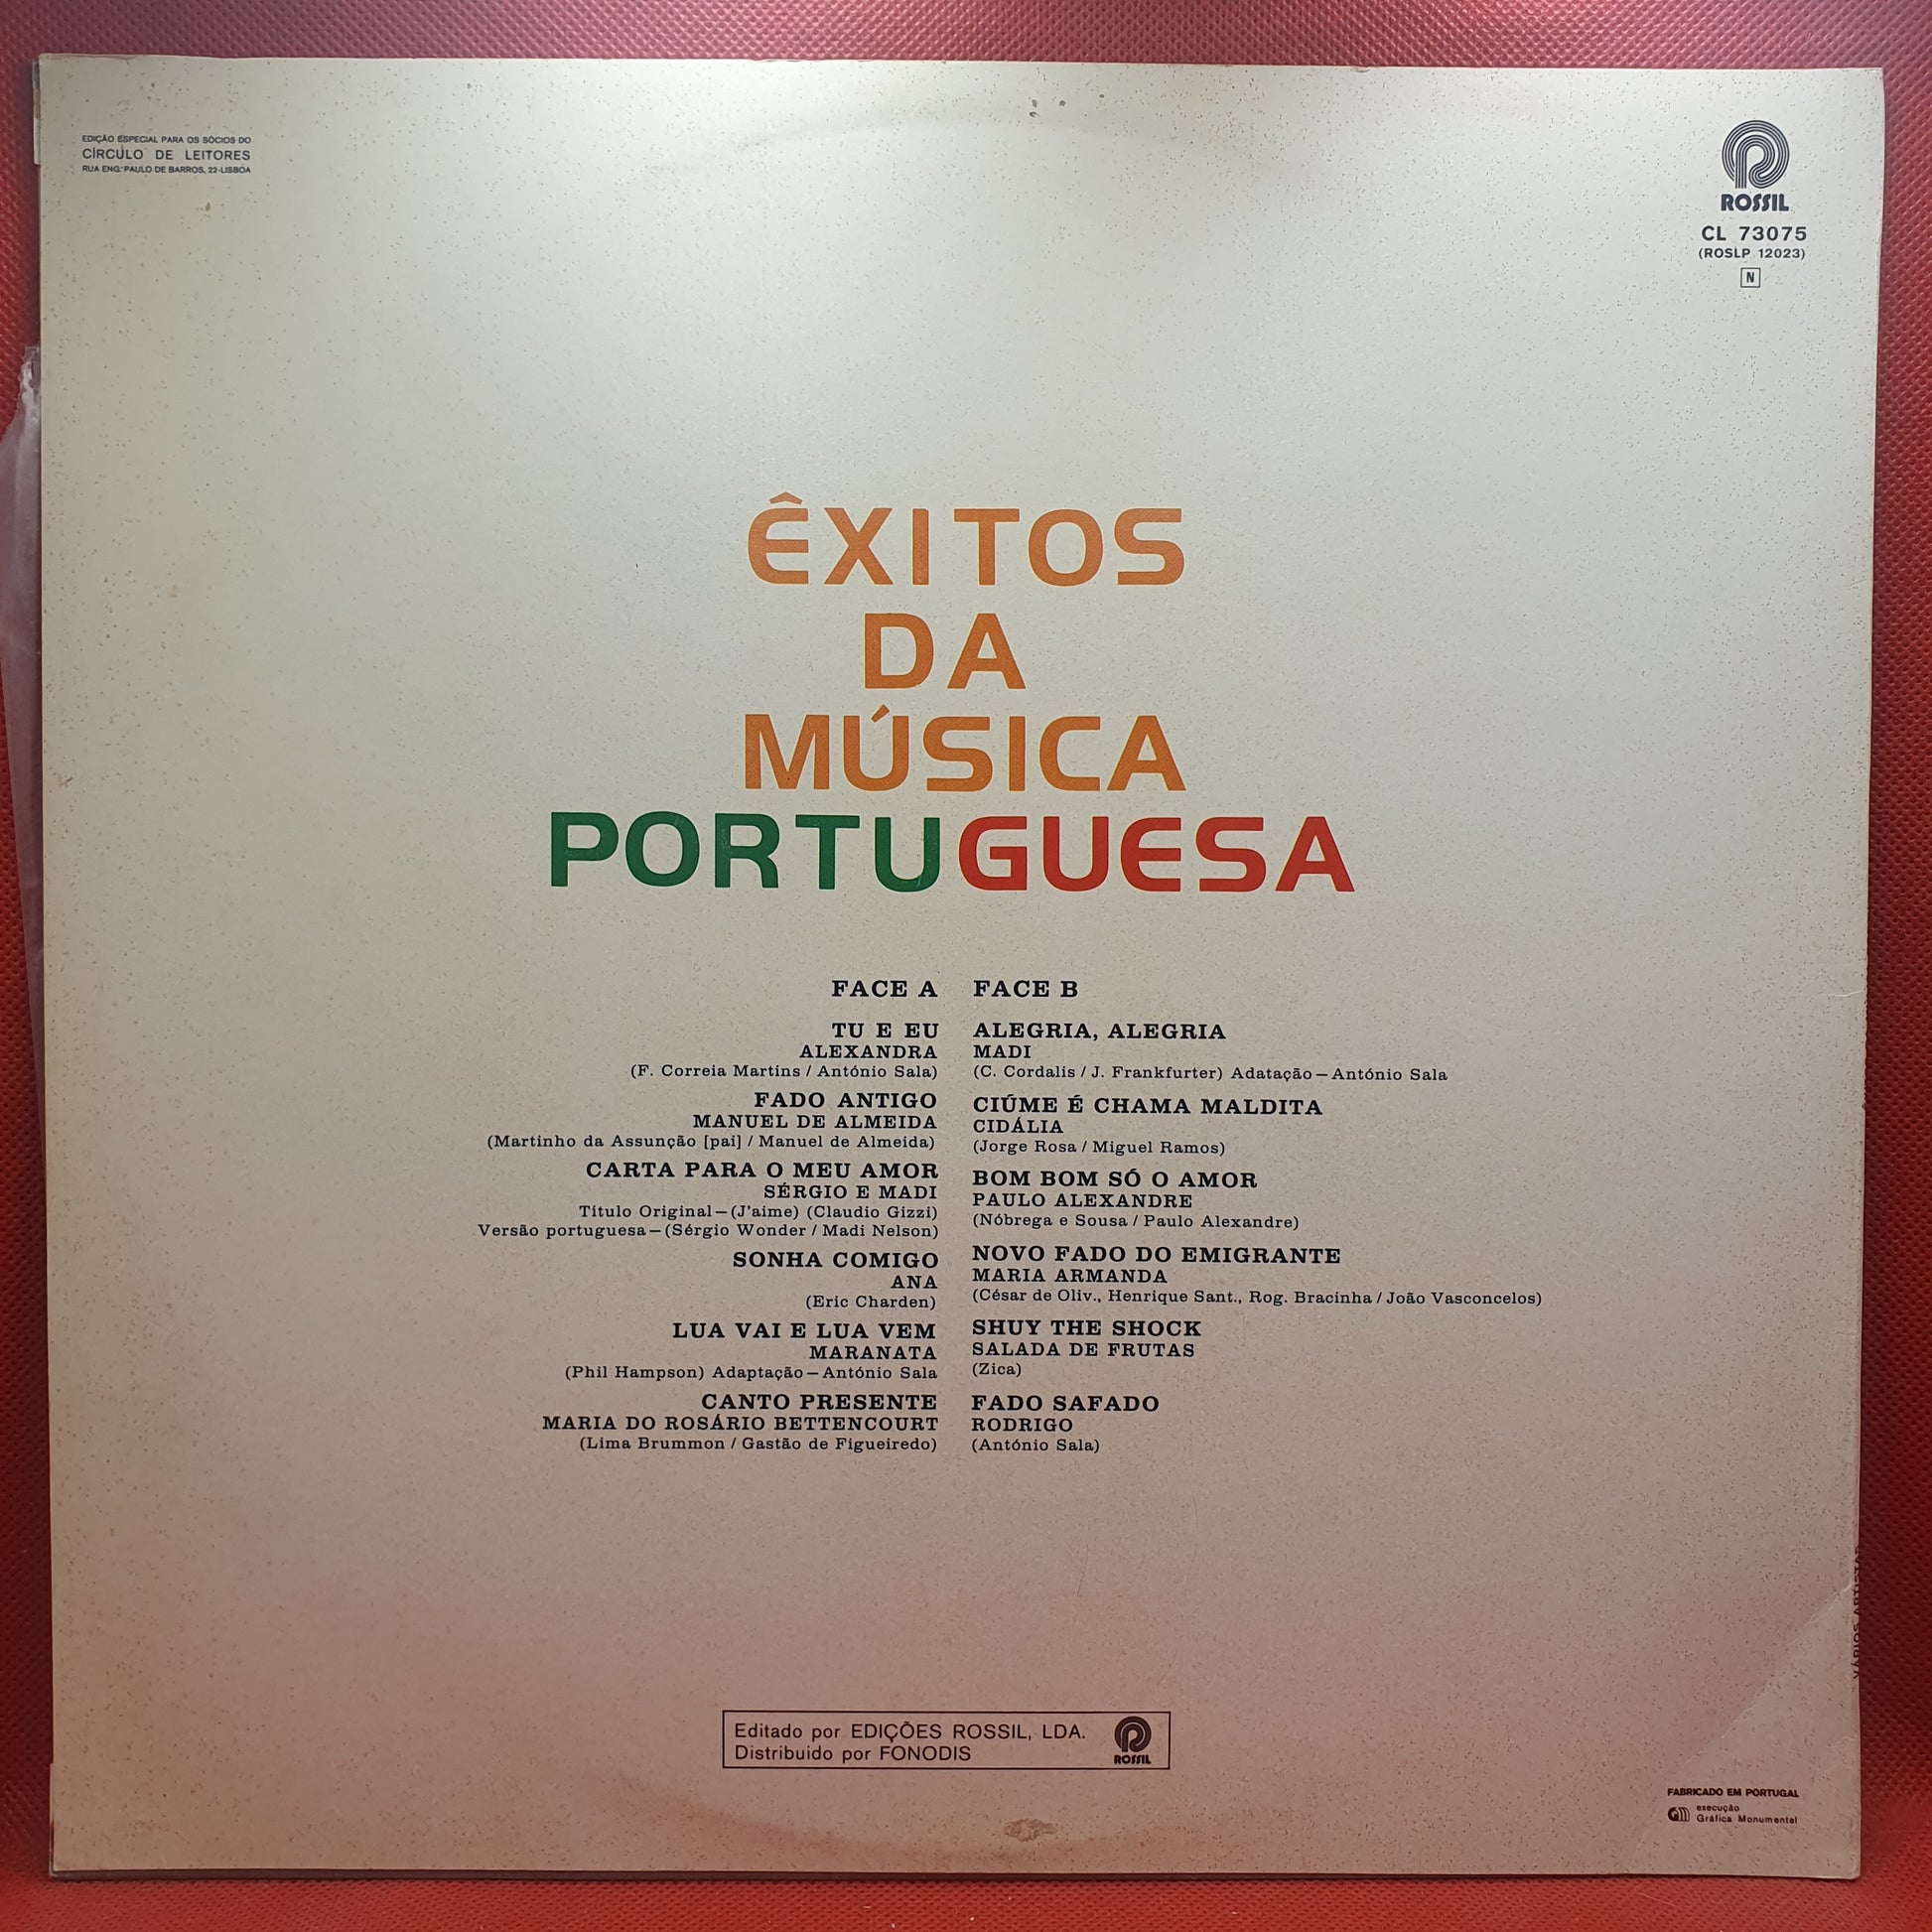 EDIÇÃO ESPECIAL PARA OS SÓCIOS DO
CÍRCULO DE LEITORES
RUA ENG.º PAULO DE BARROS, 22-LISBOA
ROSSIL
CL 73075
(ROSLP 12023)
N
ÊXITOS
DA
MÚSICA
PORTUGUESA
FACE A
TU E EU
ALEXANDRA
(F. Correia Martins / António Sala)
FADO ANTIGO
MANUEL DE ALMEIDA
(Martinho da Assunção [pai] / Manuel de Almeida)
CARTA PARA O MEU AMOR
SÉRGIO E MADI
Título Original — (J'aime) (Claudio Gizzi)
Versão portuguesa — (Sérgio Wonder / Madi Nelson)
SONHA COMIGO
ANA
(Eric Charden)
LUA VAI E LUA VEM
MARANATA
(Phil Hampson) Adaptação — António Sala
CANTO PRESENTE
MARIA DO ROSÁRIO BETTENCOURT
(Lima Brummon / Gastão de Figueiredo)
FACE B
ALEGRIA, ALEGRIA
MADI
(C. Cordalis / J. Frankfurter) Adatação — António Sala
CIÚME É CHAMA MALDITA
CIDÁLIA
(Jorge Rosa / Miguel Ramos)
BOM BOM SÓ O AMOR
PAULO ALEXANDRE
(Nóbrega e Sousa / Paulo Alexandre)
NOVO FADO DO EMIGRANTE
MARIA ARMANDA
(César de Oliv., Henrique Sant., Rog. Bracinha / João Vasconcelos)
SHUY THE SHOCK
SALADA DE FRUTAS
(Zica)
FADO SAFADO
RODRIGO
(António Sala)
VÁRIOS ARTISTAS
Editado por EDIÇÕES ROSSIL, LDA.
Distribuido por FONODIS
ROSSIL
FABRICADO EM PORTUGAL
execução
Gráfica Monumental